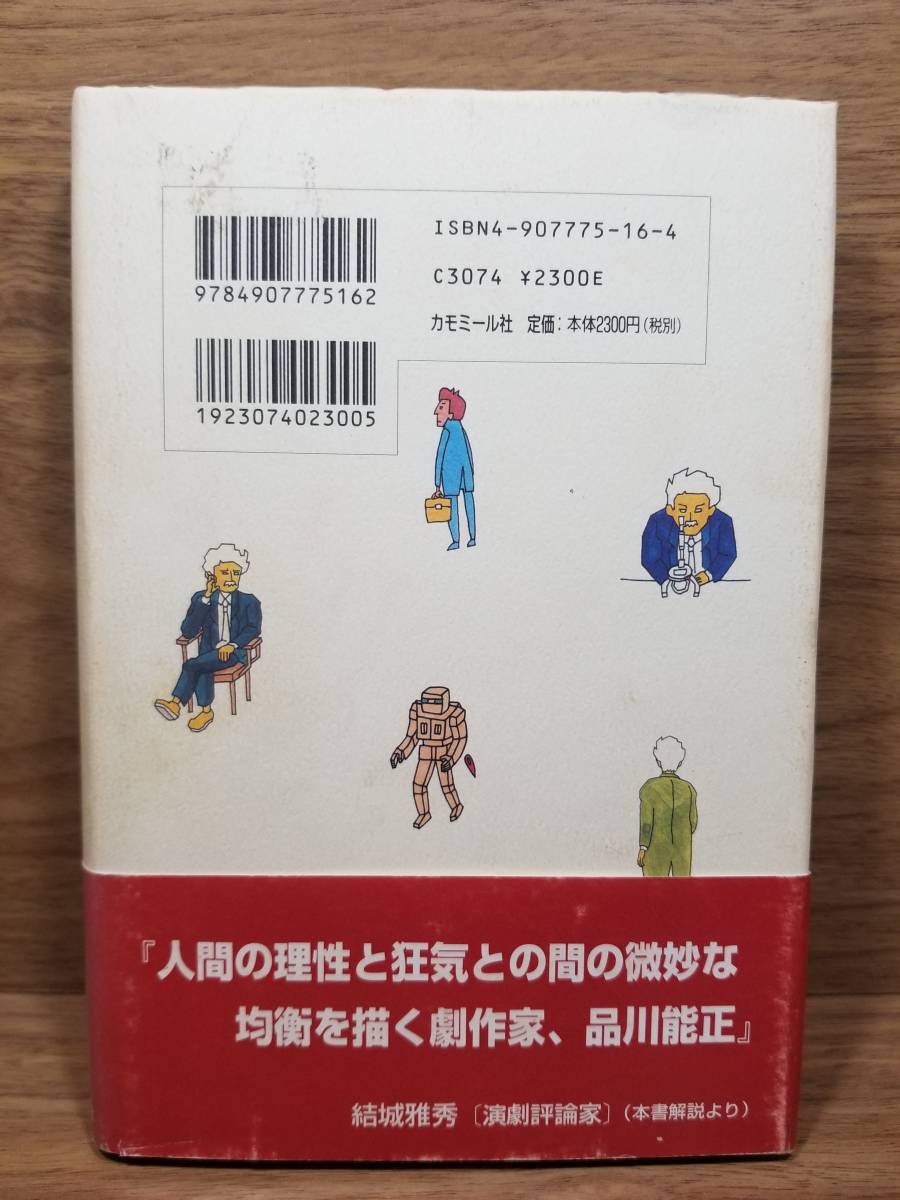 ISBN4-907775-16-4
C3074 ¥2300E
カモミール社 定価：本体2300円（税別）
9784907775162
1923074023005
『人間の理性と狂気との間の微妙な
均衡を描く劇作家、品川能正』
結城雅秀〔演劇評論家〕（本書解説より）